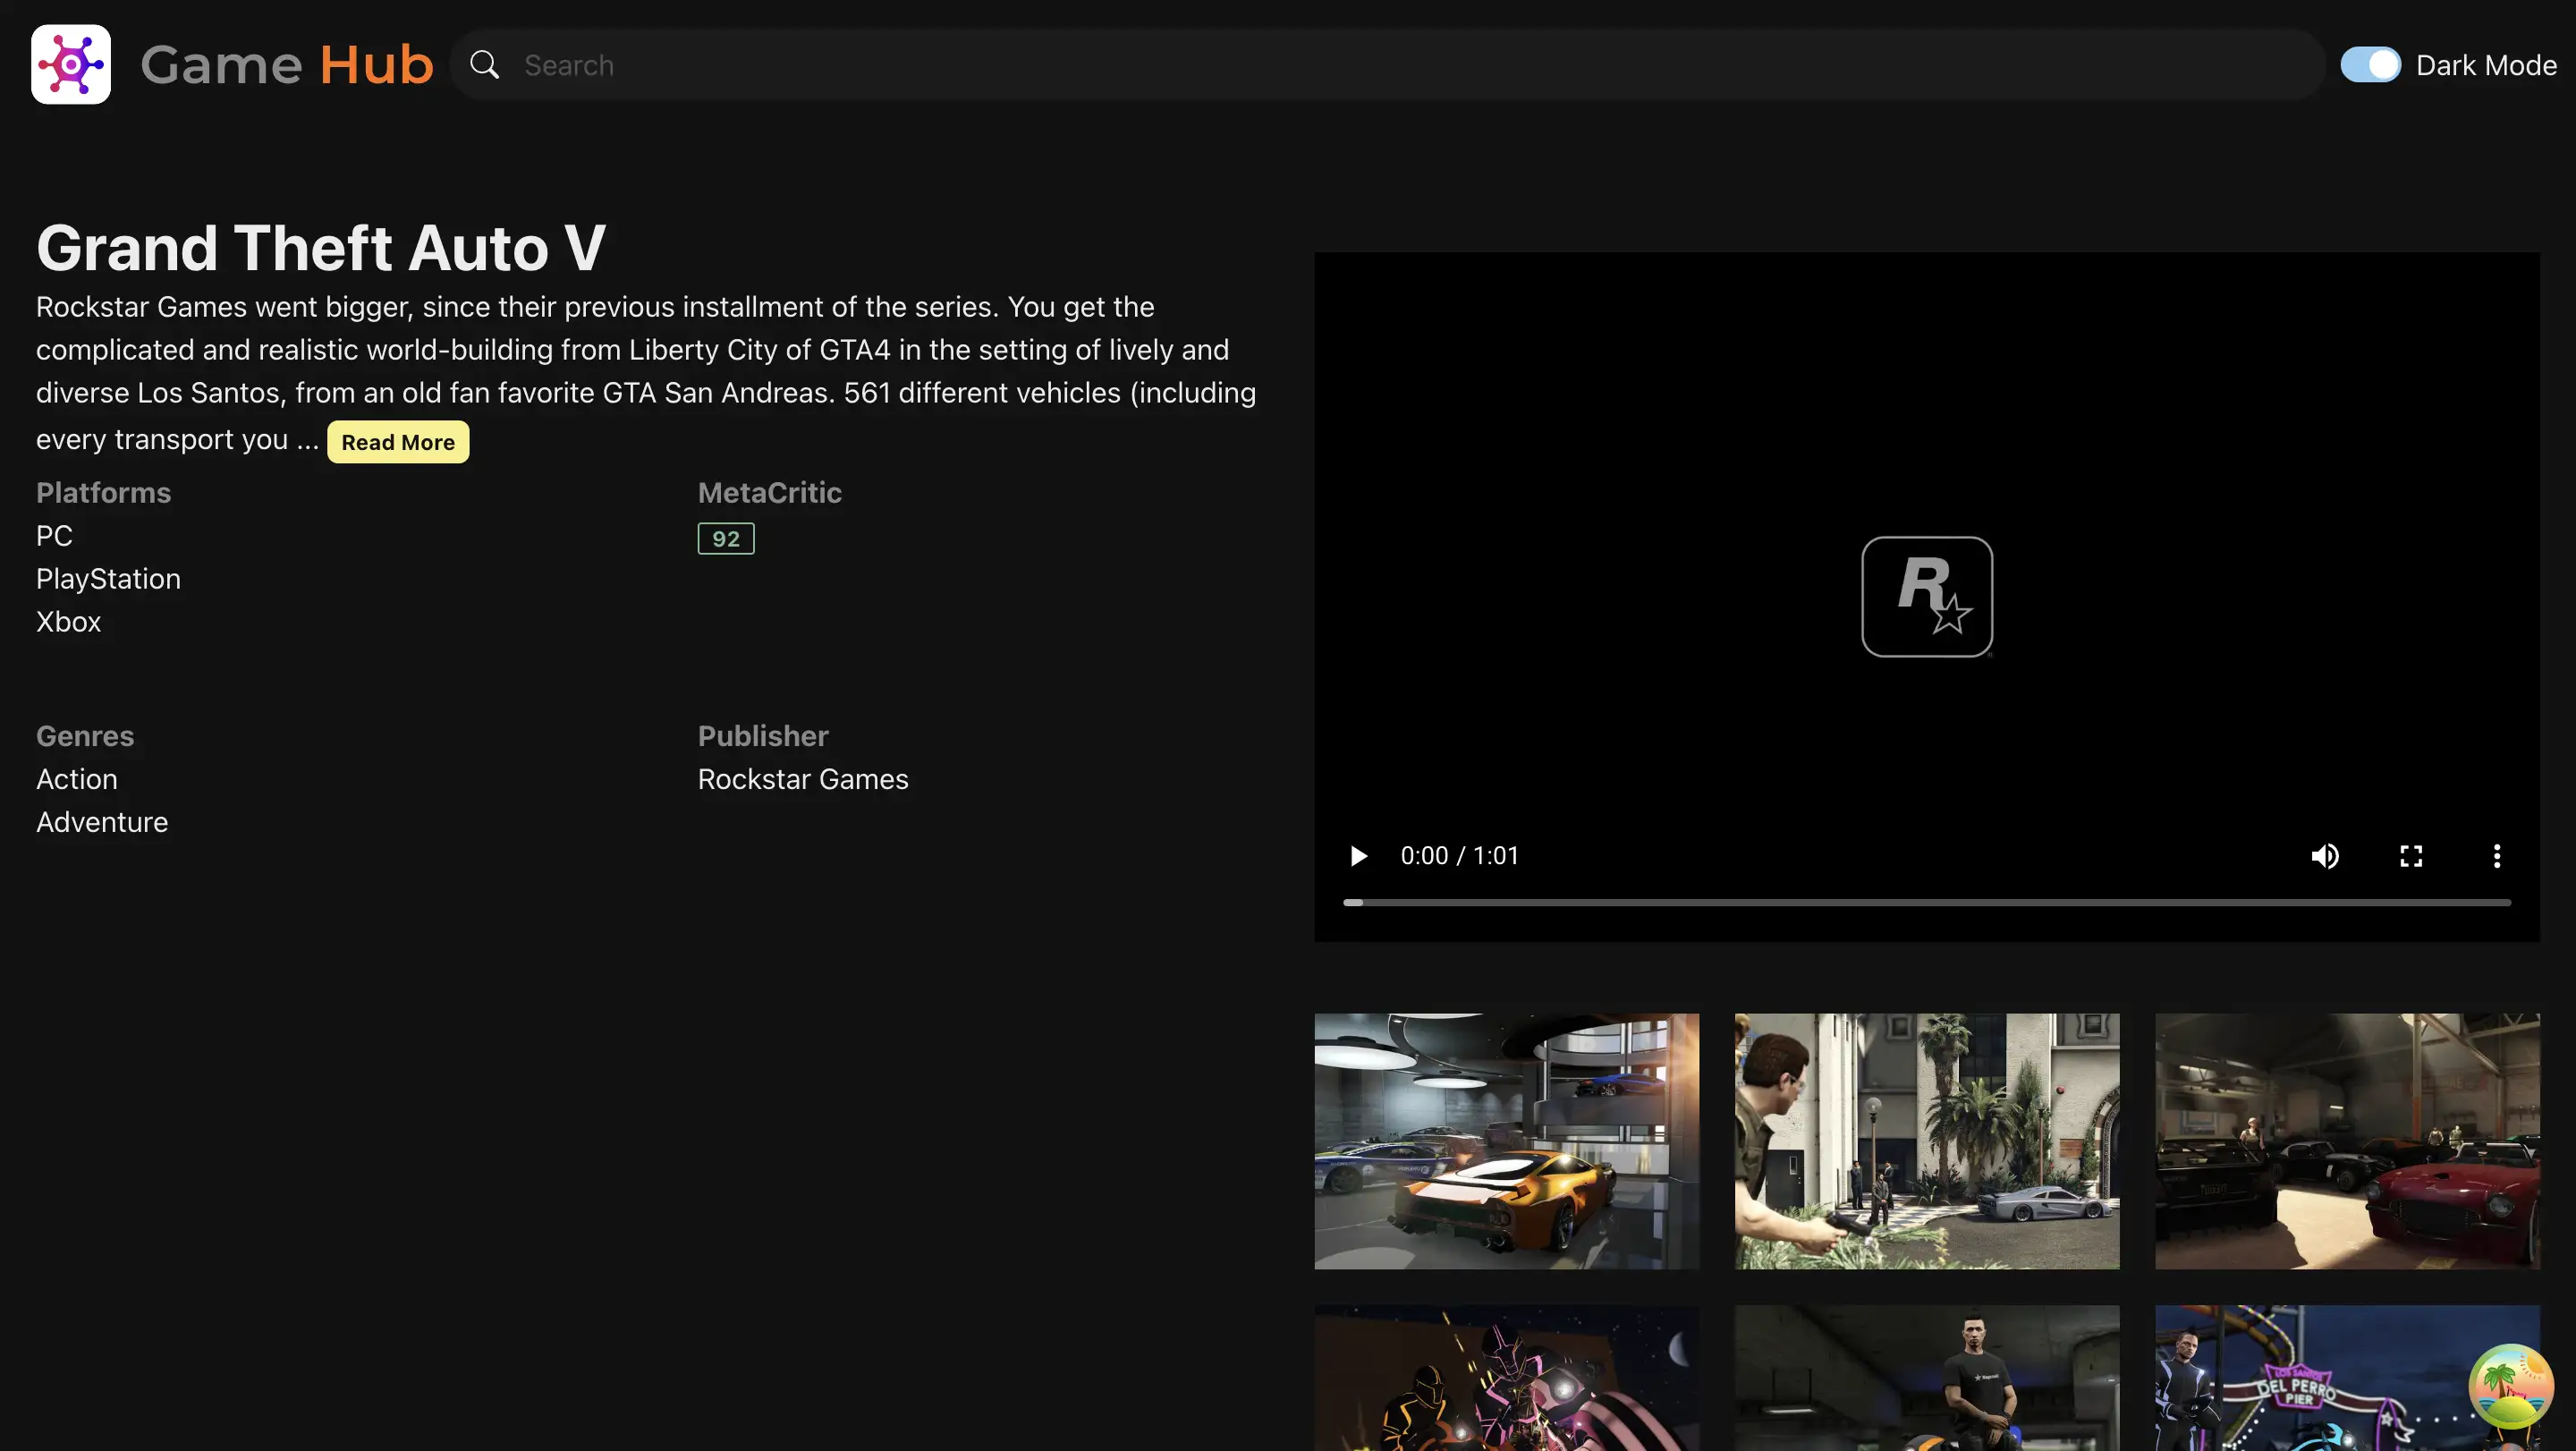 Game Hub
Search
Dark Mode
Grand Theft Auto V
Rockstar Games went bigger, since their previous installment of the series. You get the
complicated and realistic world-building from Liberty City of GTA4 in the setting of lively and
diverse Los Santos, from an old fan favorite GTA San Andreas. 561 different vehicles (including
every transport you ... Read More
Platforms
PC
PlayStation
Xbox
MetaCritic
92
Genres
Action
Adventure
Publisher
Rockstar Games
R
0:00 / 1:01
LOS SANTOS
DEL PERRO
PIER